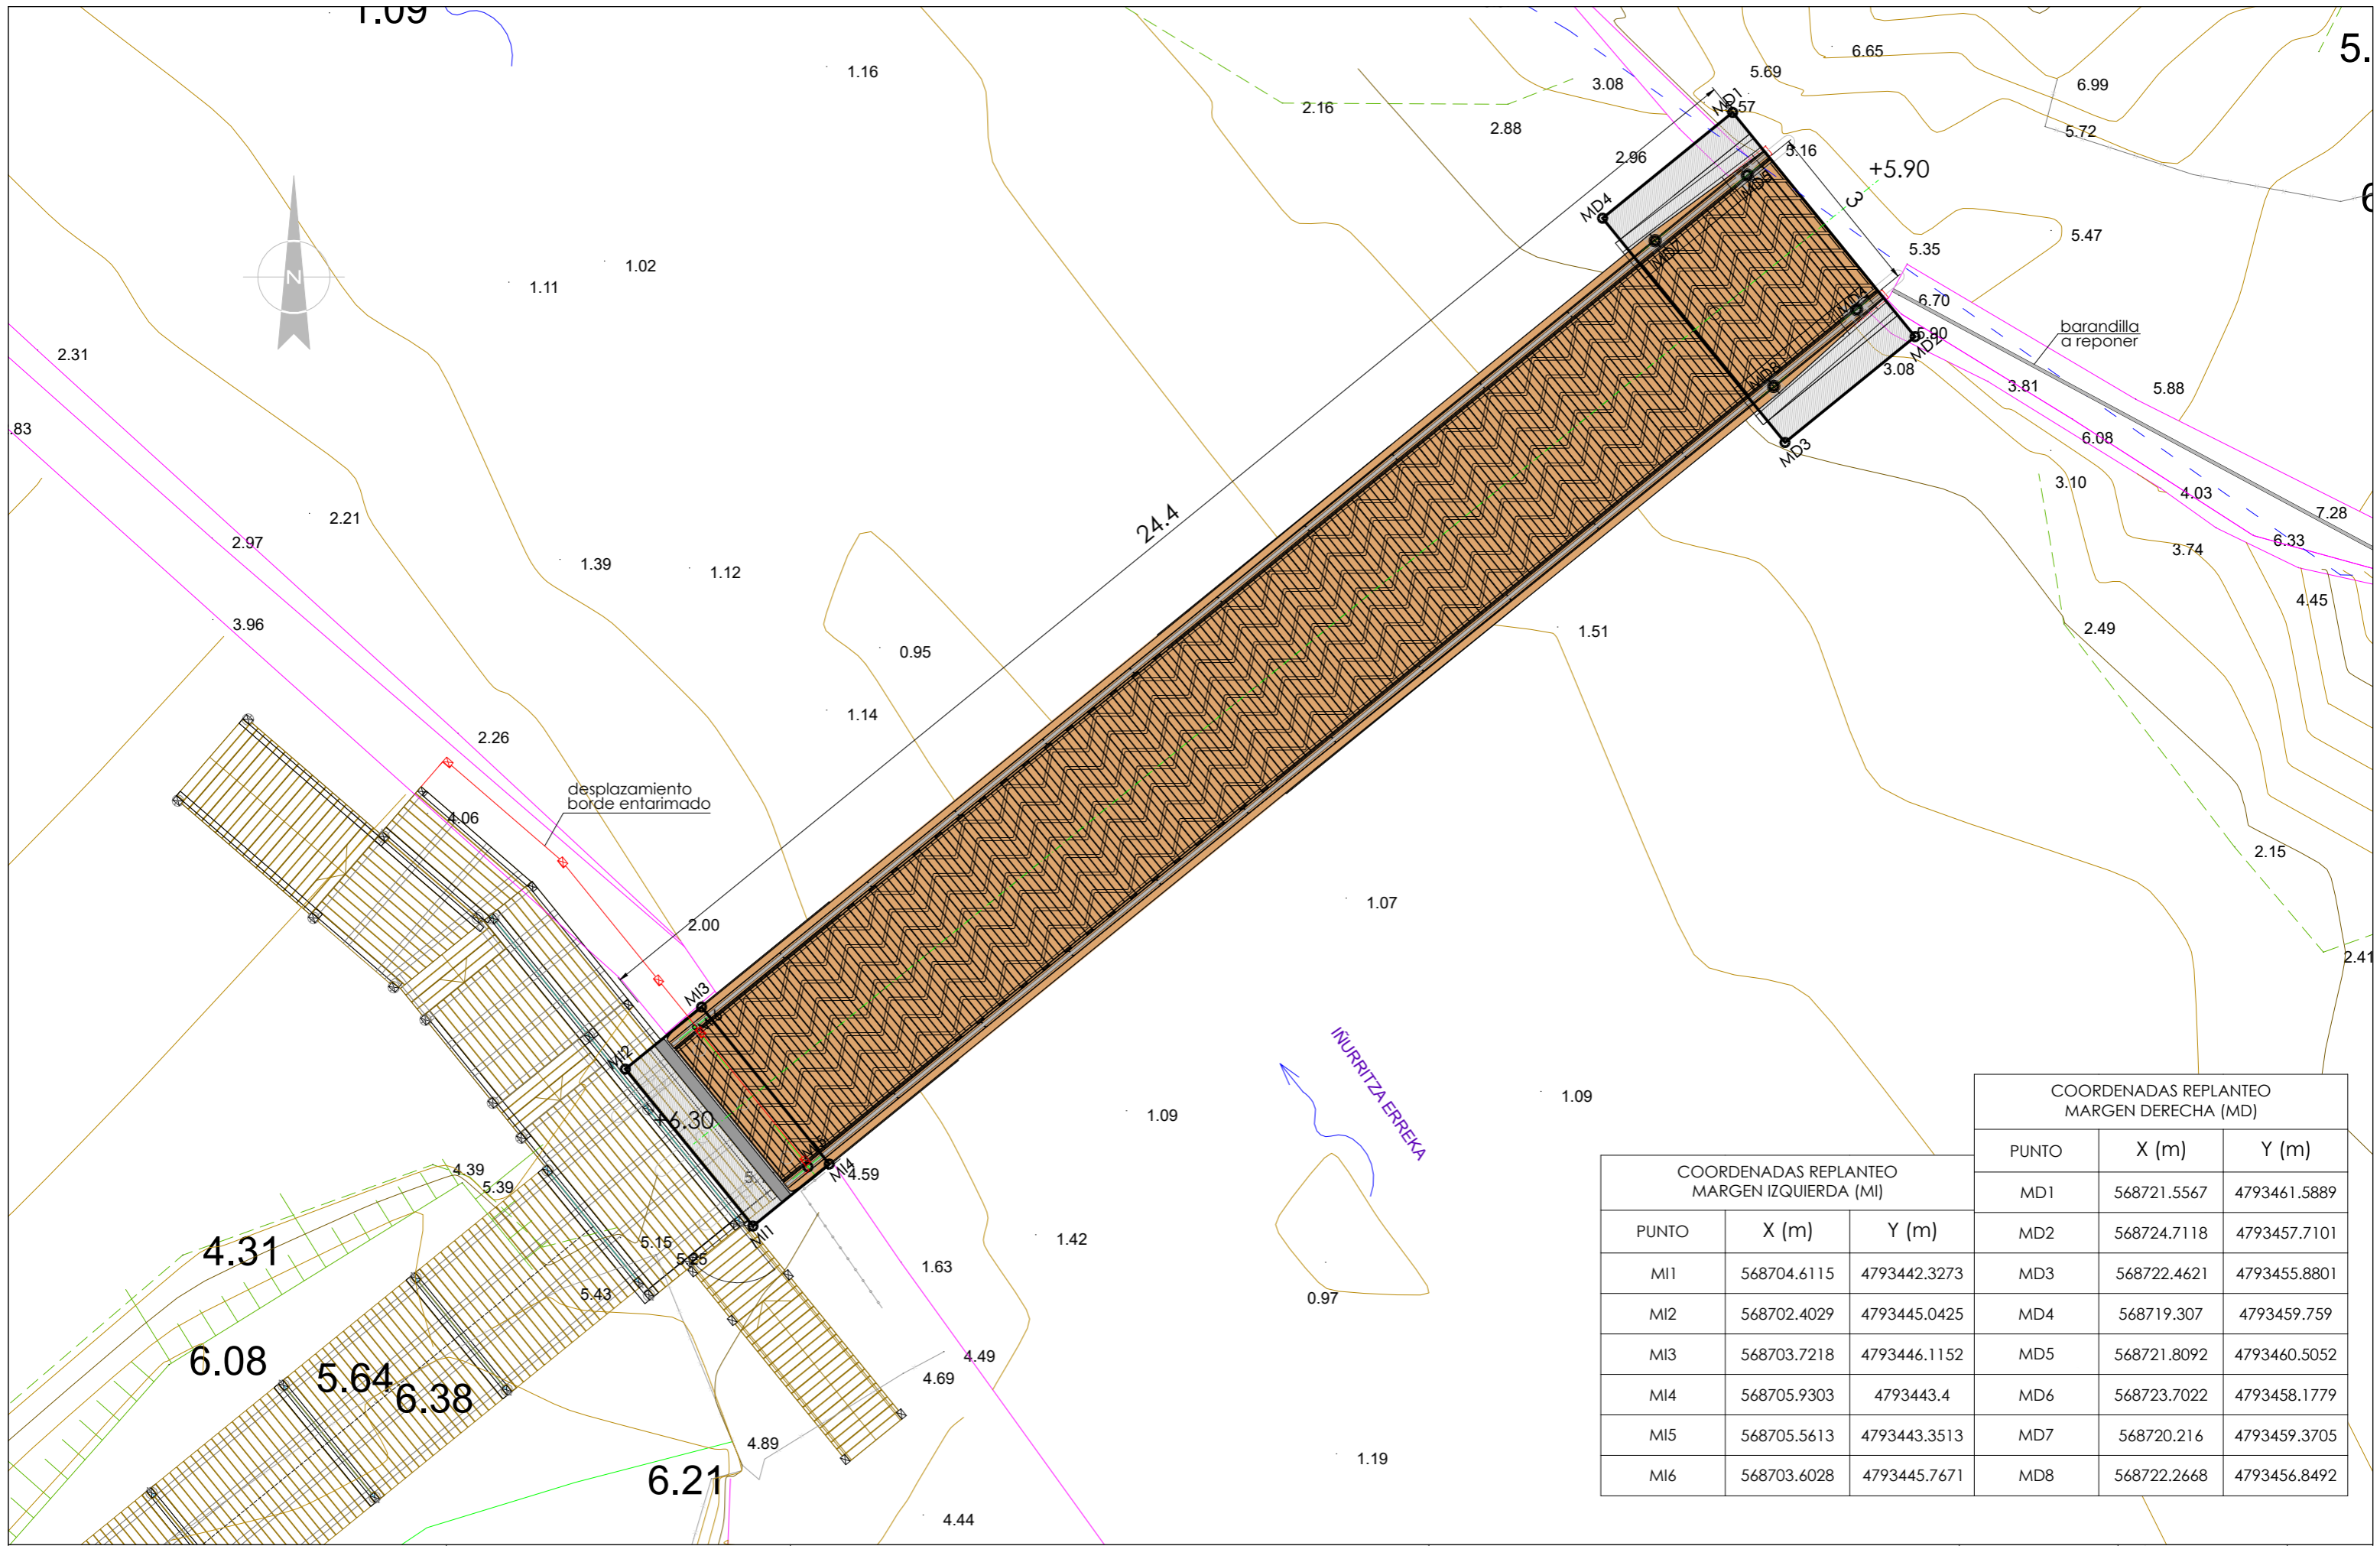 1.09
5.
1.16
6.65
5.69
3.08
6.99
2.16
MD1
5.57
2.88
5.72
2.96
5.16
+5.90
MD5
3
6
MD4
5.47
5.35
1.02
MD7
N
1.11
MD6
6.70
barandilla
a reponer
5.90
MD2
2.31
3.08
MD8
3.81
5.88
.83
6.08
MD3
3.10
4.03
7.28
2.21
24.4
6.33
2.97
3.74
1.39
1.12
4.45
3.96
1.51
2.49
0.95
1.14
2.26
desplazamiento
borde entarimado
4.06
2.15
1.07
2.00
2.41
MI3
INURRITZA ERREKA
MI2
1.09
+6.30
1.09
MI4
4.59
4.39
5.39
MI1
1.42
5.15
5.25
4.31
1.63
5.43
0.97
6.08
5.64
6.38
4.49
4.69
4.89
1.19
6.21
4.44
COORDENADAS REPLANTEO
MARGEN IZQUIERDA (MI)
PUNTO X (m) Y (m)
MI1 568704.6115 4793442.3273
MI2 568702.4029 4793445.0425
MI3 568703.7218 4793446.1152
MI4 568705.9303 4793443.4
MI5 568705.5613 4793443.3513
MI6 568703.6028 4793445.7671
COORDENADAS REPLANTEO
MARGEN DERECHA (MD)
PUNTO X (m) Y (m)
MD1 568721.5567 4793461.5889
MD2 568724.7118 4793457.7101
MD3 568722.4621 4793455.8801
MD4 568719.307 4793459.759
MD5 568721.8092 4793460.5052
MD6 568723.7022 4793458.1779
MD7 568720.216 4793459.3705
MD8 568722.2668 4793456.8492